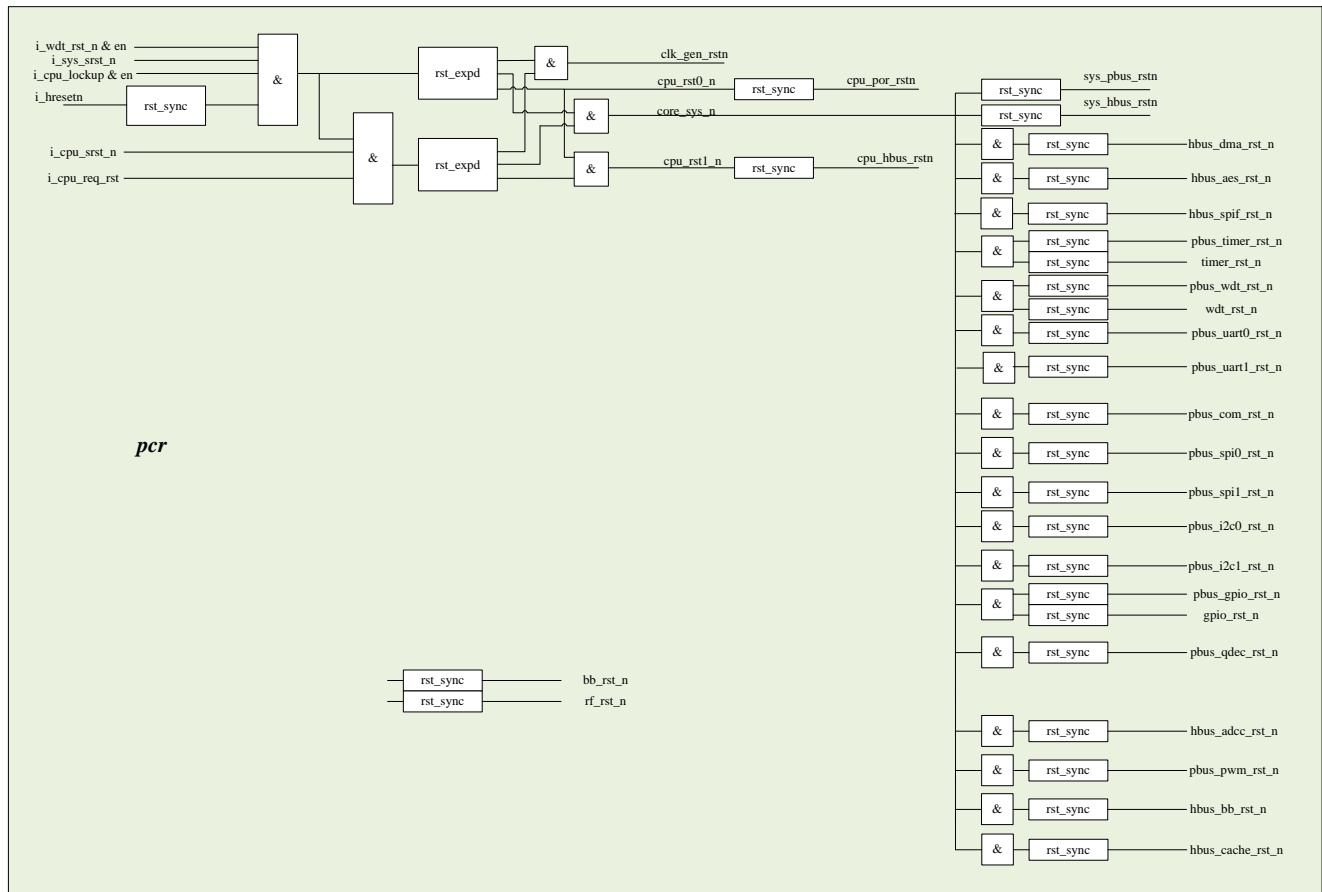 i_wdt_rst_n & en
i_sys_srst_n
i_cpu_lockup & en
i_hresetn
rst_sync
&
i_cpu_srst_n
i_cpu_req_rst
&
rst_expd
rst_expd
&
&
&
clk_gen_rstn
cpu_rst0_n
rst_sync
cpu_por_rstn
core_sys_n
cpu_rst1_n
rst_sync
cpu_hbus_rstn
rst_sync
sys_pbus_rstn
rst_sync
sys_hbus_rstn
& rst_sync hbus_dma_rst_n
& rst_sync hbus_aes_rst_n
& rst_sync hbus_spif_rst_n
& rst_sync pbus_timer_rst_n
rst_sync timer_rst_n
& rst_sync pbus_wdt_rst_n
rst_sync wdt_rst_n
& rst_sync pbus_uart0_rst_n
& rst_sync pbus_uart1_rst_n
& rst_sync pbus_com_rst_n
& rst_sync pbus_spi0_rst_n
& rst_sync pbus_spi1_rst_n
& rst_sync pbus_i2c0_rst_n
& rst_sync pbus_i2c1_rst_n
& rst_sync pbus_gpio_rst_n
rst_sync gpio_rst_n
& rst_sync pbus_qdec_rst_n
& rst_sync hbus_adcc_rst_n
& rst_sync pbus_pwm_rst_n
& rst_sync hbus_bb_rst_n
& rst_sync hbus_cache_rst_n
pcr
rst_sync bb_rst_n
rst_sync rf_rst_n